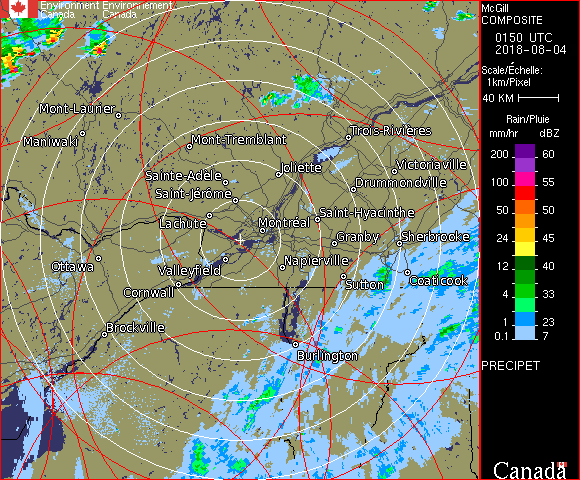 Environment Environnement
Canada Canada
McGill
COMPOSITE
0150 UTC
2018-08-04
Scale/Échelle:
1km/Pixel
40 KM
Rain/Pluie
mm/hr dBZ
200 60
100 55
50 50
24 45
12 40
4 33
1 23
0.1 7
PRECIPET
Canada
Mont-Laurier
Maniwaki
Mont-Tremblant
Trois-Rivières
Sainte-Adèle
Joliette
Victoriaville
Saint-Jérôme
Drummondville
Lachute
Montréal
Saint-Hyacinthe
Granby
Sherbrooke
Ottawa
Valleyfield
Napierville
Cornwall
Sutton
Coaticook
Brockville
Burlington